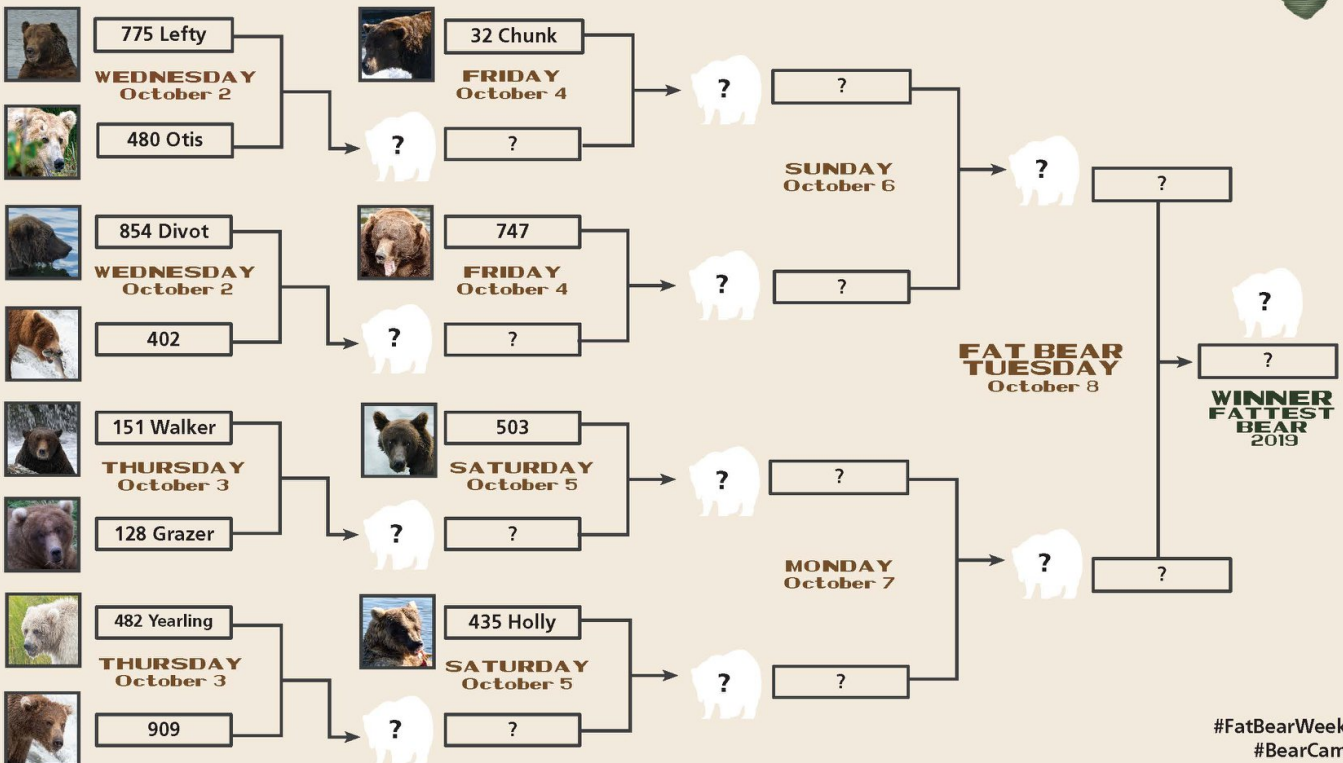 775 Lefty
WEDNESDAY
October 2
480 Otis
32 Chunk
FRIDAY
October 4
?
?
854 Divot
WEDNESDAY
October 2
402
747
FRIDAY
October 4
?
?
151 Walker
THURSDAY
October 3
128 Grazer
503
SATURDAY
October 5
?
?
482 Yearling
THURSDAY
October 3
909
435 Holly
SATURDAY
October 5
?
?
?
?
SUNDAY
October 6
?
?
?
?
MONDAY
October 7
?
?
?
?
FAT BEAR
TUESDAY
October 8
?
?
?
?
WINNER
FATTEST
BEAR
2019
#FatBearWeek
#BearCam